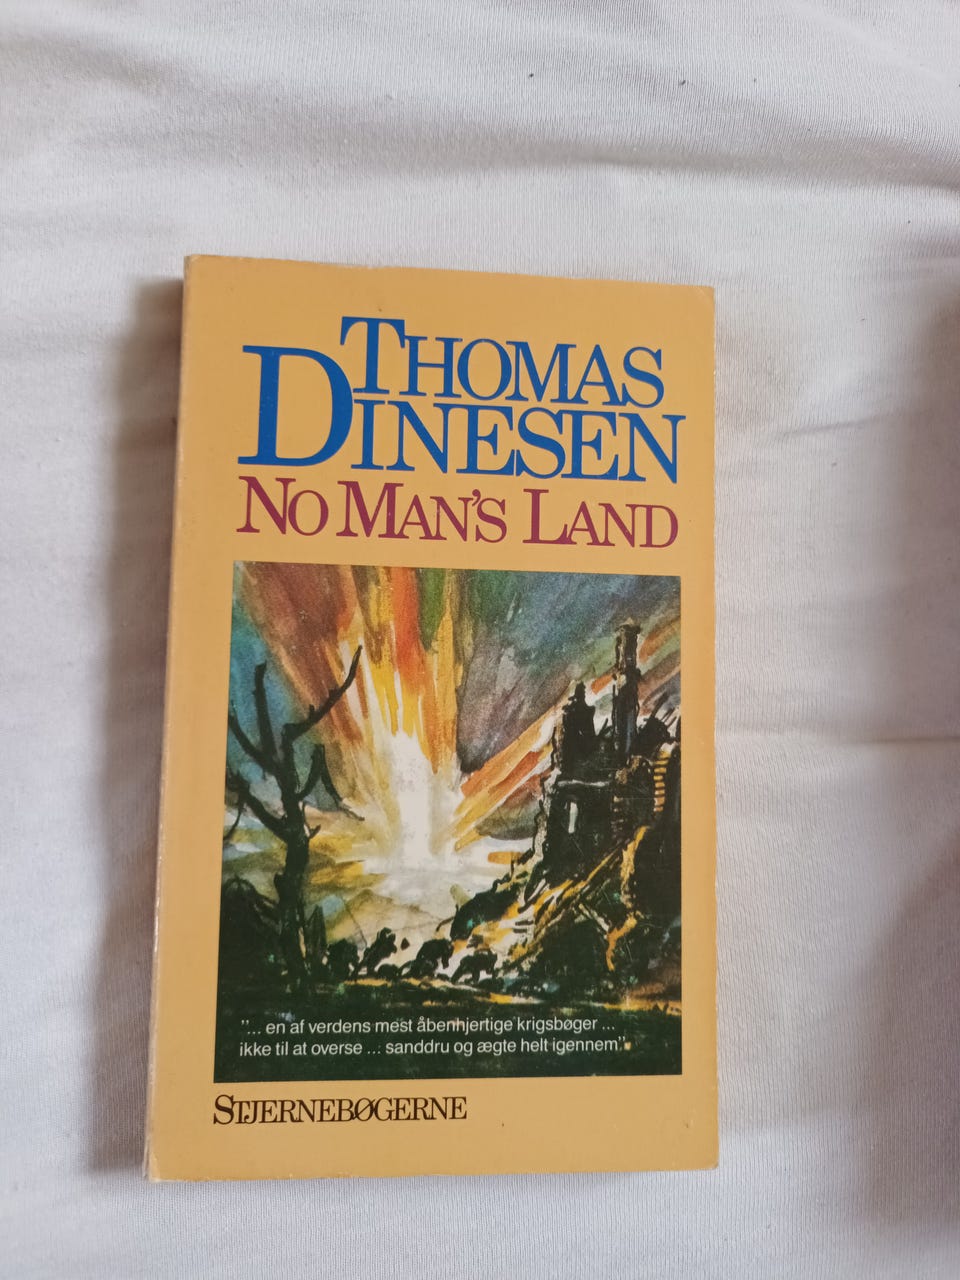 THOMAS
DINESEN
NO MAN'S LAND
"... en af verdens mest åbenhjertige krigsbøger ...
ikke til at overse ... sanddru og ægte helt igennem".
STJERNEBØGERNE